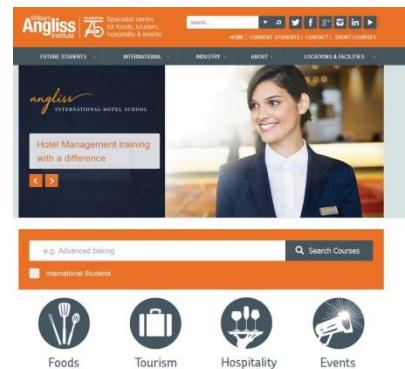 William
Angliss
Institute
CELEBRATING
75
Specialist centre
for foods, tourism,
hospitality & events
Search...
HOME | CURRENT STUDENTS | CONTACT | SHORT COURSES
FUTURE STUDENTS
INTERNATIONAL
INDUSTRY
ABOUT
LOCATIONS & FACILITIES
angliss
INTERNATIONAL HOTEL SCHOOL
Hotel Management training
with a difference
e.g. Advanced baking
Search Courses
International Students
Foods
Tourism
Hospitality
Events